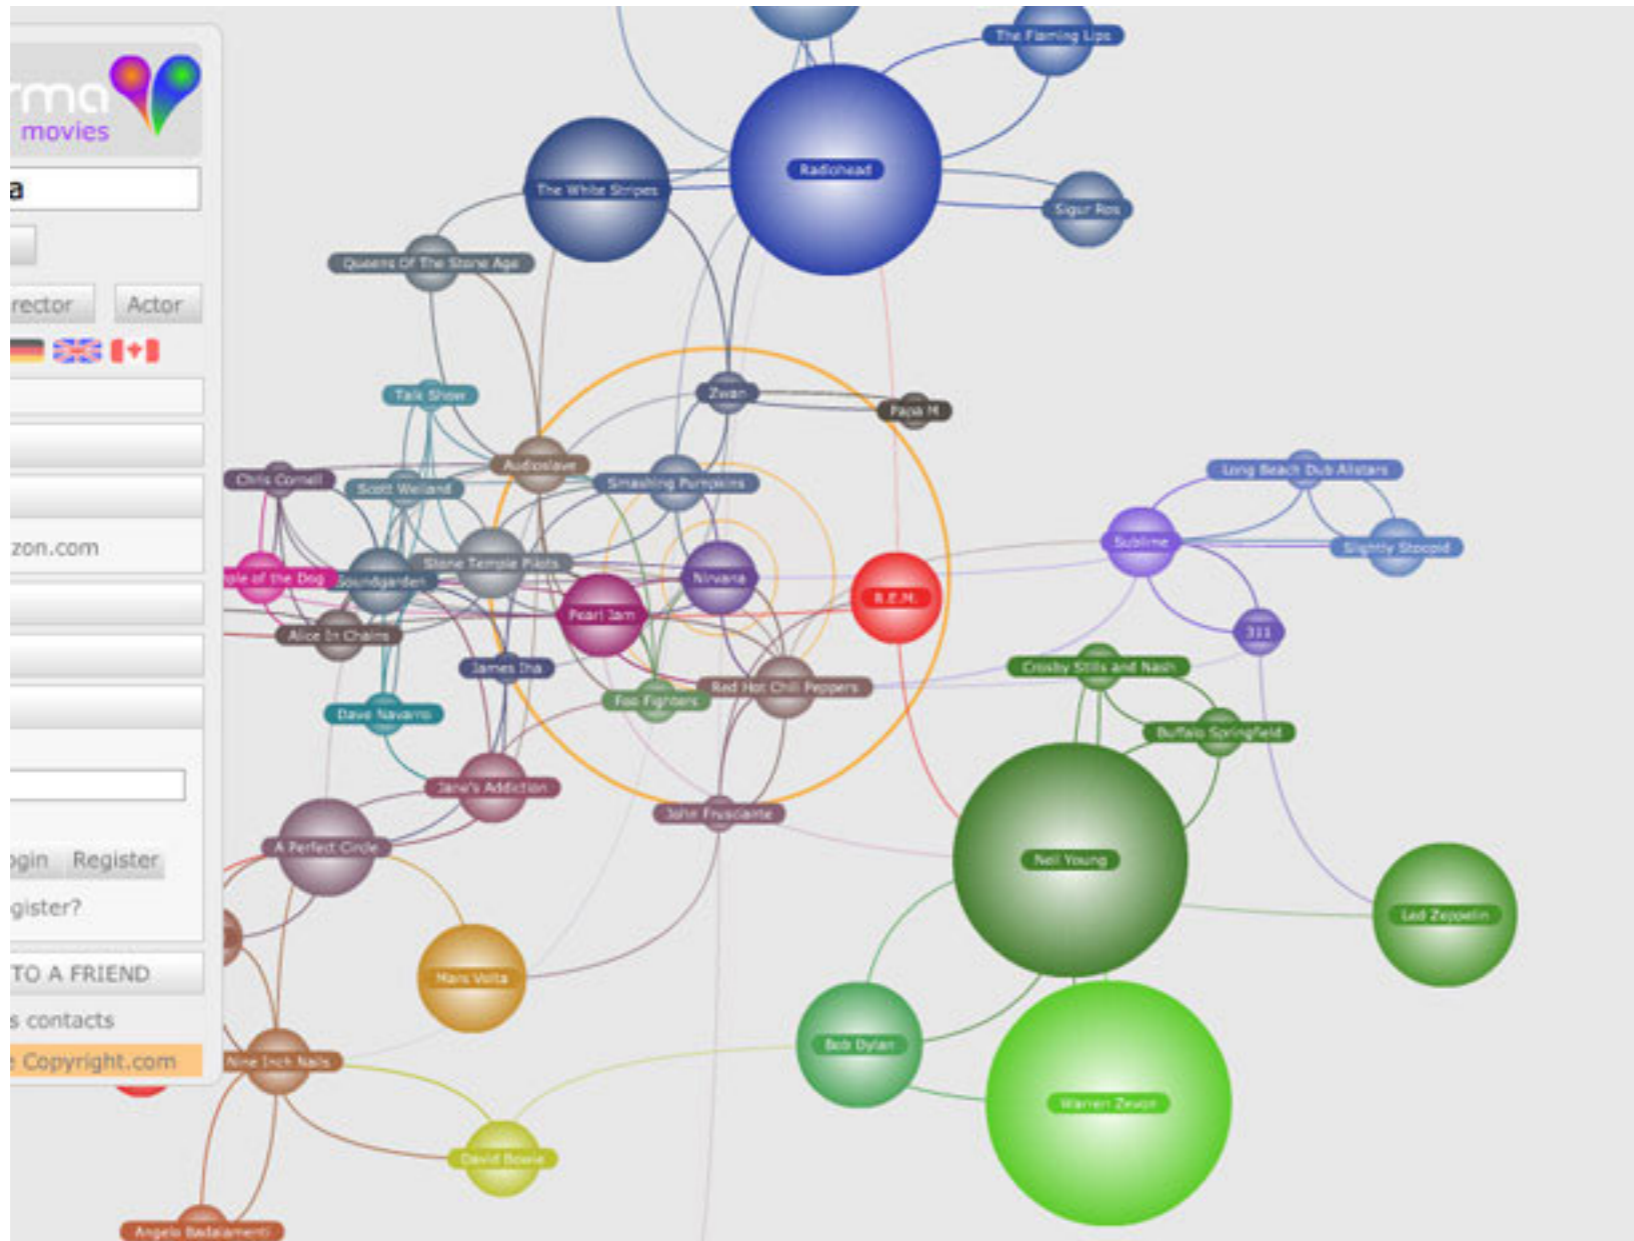 rma
movies
a
rector
Actor
zon.com
ogin
Register
gister?
TO A FRIEND
s contacts
e Copyright.com
The Flaming Lips
Radiohead
The White Stripes
Sigur Ros
Queens Of The Stone Age
Talk Show
Zwan
Papa M
Audioslave
Chris Cornell
Scott Weiland
Smashing Pumpkins
Long Beach Dub Allstars
Sublime
Slightly Stoopid
Stone Temple Pilots
mple of the Dog
Soundgarden
Nirvana
R.E.M.
Pearl Jam
Alice In Chains
311
James Iha
Crosby Stills and Nash
Red Hot Chili Peppers
Foo Fighters
Dave Navarro
Buffalo Springfield
Jane's Addiction
John Frusciante
A Perfect Circle
Neil Young
Led Zeppelin
Mars Volta
Bob Dylan
Nine Inch Nails
Warren Zevon
David Bowie
Angelo Badalamenti